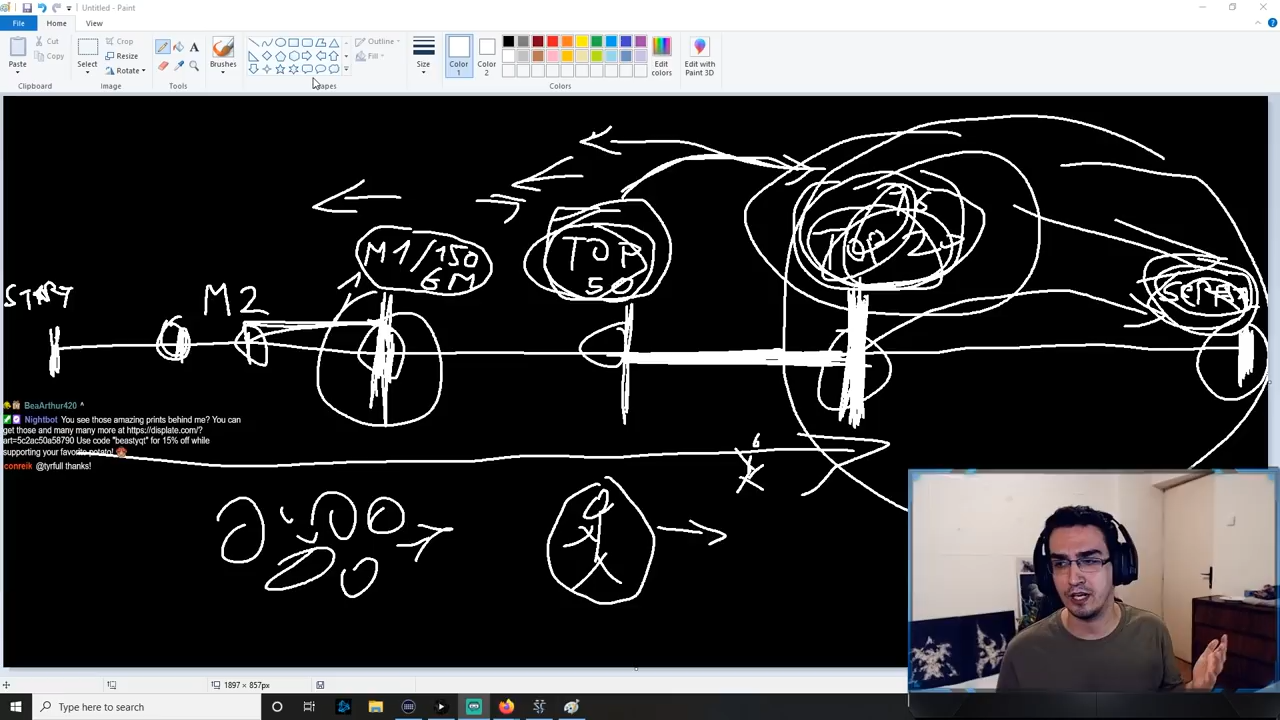 Untitled - Paint
File
Home
View
Paste
Cut
Copy
Clipboard
Select
Crop
Resize
Rotate
Image
A
Tools
Brushes
Shapes
Outline
Fill
Size
Color 1
Color 2
Edit colors
Edit with Paint 3D
Colors
START
M2
M1/150
6M
TOP
50
TOP
BeaArthur420 ^
Nightbot You see those amazing prints behind me? You can
get those and many many more at https://displate.com/?
art=5c2ac50a58790 Use code "beastyqt" for 15% off while
supporting your favorite potato!
conreik @tyrfull thanks!
1897 × 857px
Type here to search